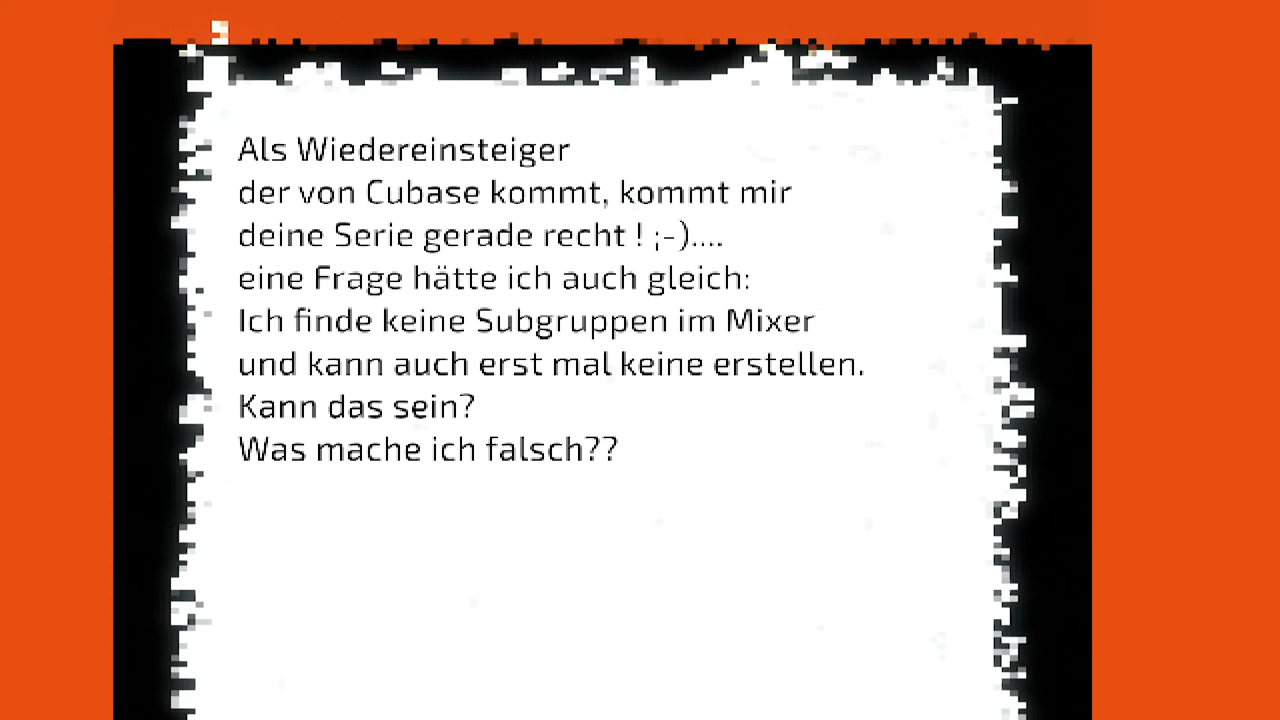 Als Wiedereinsteiger
der von Cubase kommt, kommt mir
deine Serie gerade recht ! ;-)....
eine Frage hätte ich auch gleich:
Ich finde keine Subgruppen im Mixer
und kann auch erst mal keine erstellen.
Kann das sein?
Was mache ich falsch??